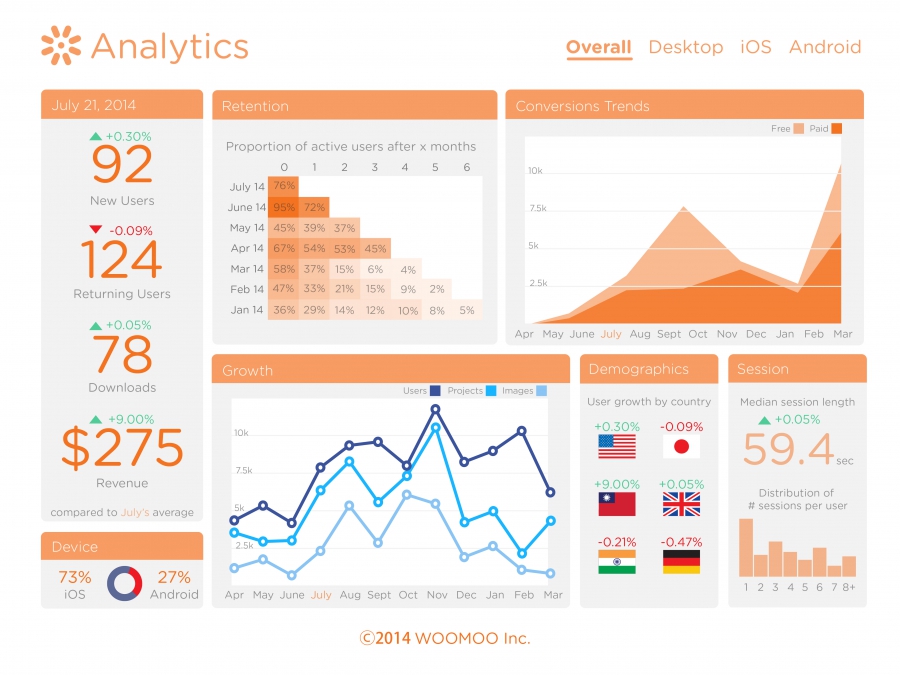 Analytics
Overall Desktop iOS Android
July 21, 2014
+0.30%
92
New Users
-0.09%
124
Returning Users
+0.05%
78
Downloads
+9.00%
$275
Revenue
compared to July's average
Device
73% 27%
iOS Android
Retention
Proportion of active users after x months
0 1 2 3 4 5 6
July 14 76%
June 14 95% 72%
May 14 45% 39% 37%
Apr 14 67% 54% 53% 45%
Mar 14 58% 37% 15% 6% 4%
Feb 14 47% 33% 21% 15% 9% 2%
Jan 14 36% 29% 14% 12% 10% 8% 5%
Conversions Trends
Free Paid
10k
7.5k
5k
2.5k
Apr May June July Aug Sept Oct Nov Dec Jan Feb Mar
Growth
Users Projects Images
10k
7.5k
5k
2.5k
Apr May June July Aug Sept Oct Nov Dec Jan Feb Mar
Demographics
User growth by country
+0.30% -0.09%
+9.00% +0.05%
-0.21% -0.47%
Session
Median session length
+0.05%
59.4 sec
Distribution of
# sessions per user
1 2 3 4 5 6 7 8+
©2014 WOOMOO Inc.